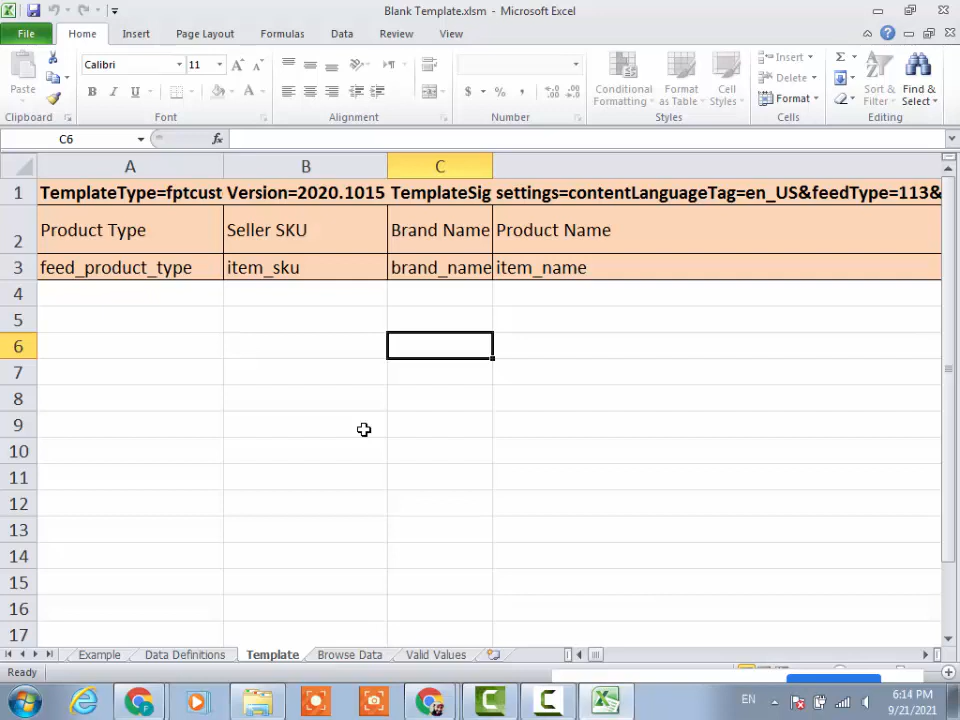 Blank Template.xlsm - Microsoft Excel
File Home Insert Page Layout Formulas Data Review View
Paste
Clipboard
Calibri 11
B I U
Font
Alignment
$ % ,
Number
Conditional Formatting
Format as Table
Cell Styles
Styles
Insert
Delete
Format
Cells
Sort & Filter
Find & Select
Editing
C6 fx
A B C
1 TemplateType=fptcust Version=2020.1015 TemplateSig settings=contentLanguageTag=en_US&feedType=113&
2 Product Type Seller SKU Brand Name Product Name
3 feed_product_type item_sku brand_name item_name
4
5
6
7
8
9
10
11
12
13
14
15
16
17
Example Data Definitions Template Browse Data Valid Values
Ready
EN 6:14 PM
9/21/2021